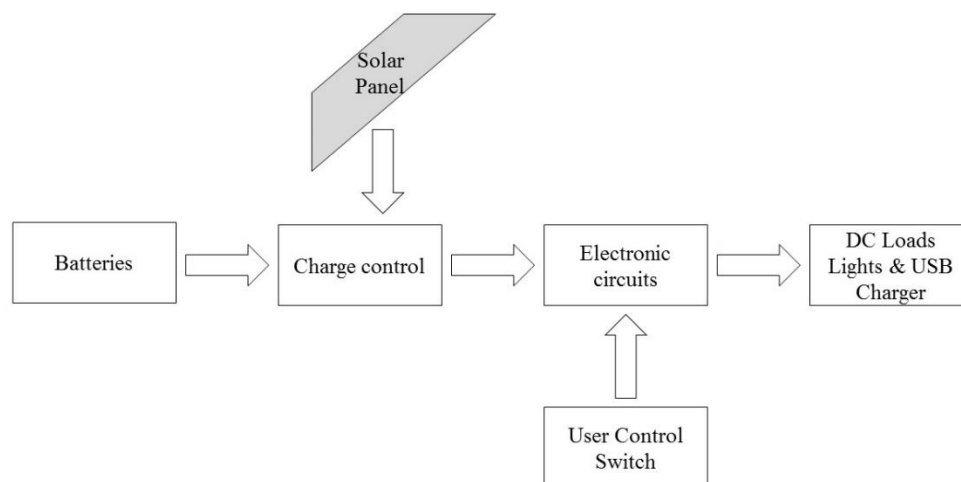 Solar
Panel
Batteries
Charge control
Electronic
circuits
DC Loads
Lights & USB
Charger
User Control
Switch